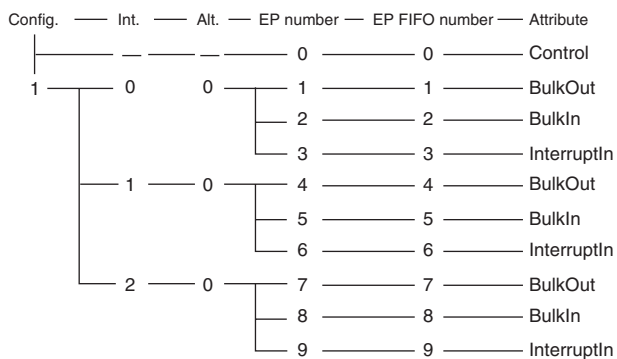 Config. Int. Alt. EP number EP FIFO number Attribute
— — 0 0 Control
1 0 0 1 1 BulkOut
2 2 BulkIn
3 3 InterruptIn
1 0 4 4 BulkOut
5 5 BulkIn
6 6 InterruptIn
2 0 7 7 BulkOut
8 8 BulkIn
9 9 InterruptIn